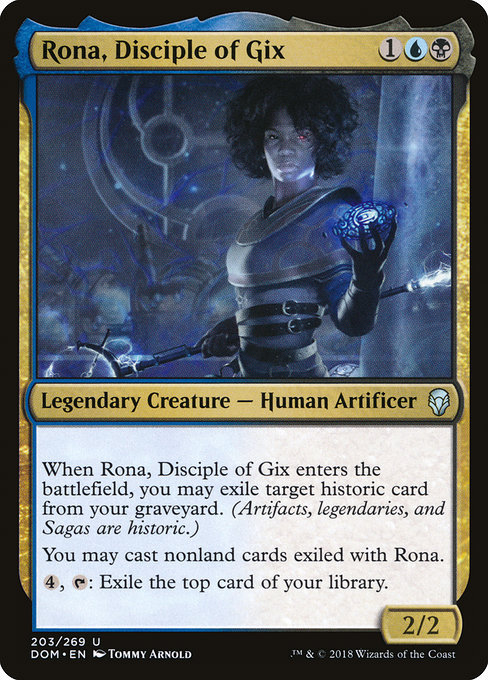 Rona, Disciple of Gix 1
Legendary Creature — Human Artificer
When Rona, Disciple of Gix enters the
battlefield, you may exile target historic card
from your graveyard. (Artifacts, legendaries, and
Sagas are historic.)
You may cast nonland cards exiled with Rona.
4, : Exile the top card of your library.
2/2
203/269 U
DOM • EN Tommy Arnold
™ & © 2018 Wizards of the Coast